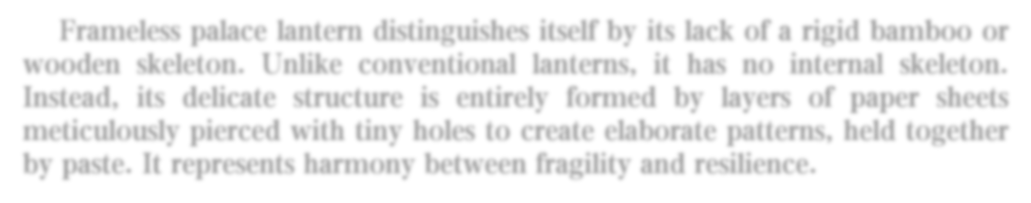 Frameless palace lantern distinguishes itself by its lack of a rigid bamboo or
wooden skeleton. Unlike conventional lanterns, it has no internal skeleton.
Instead, its delicate structure is entirely formed by layers of paper sheets
meticulously pierced with tiny holes to create elaborate patterns, held together
by paste. It represents harmony between fragility and resilience.